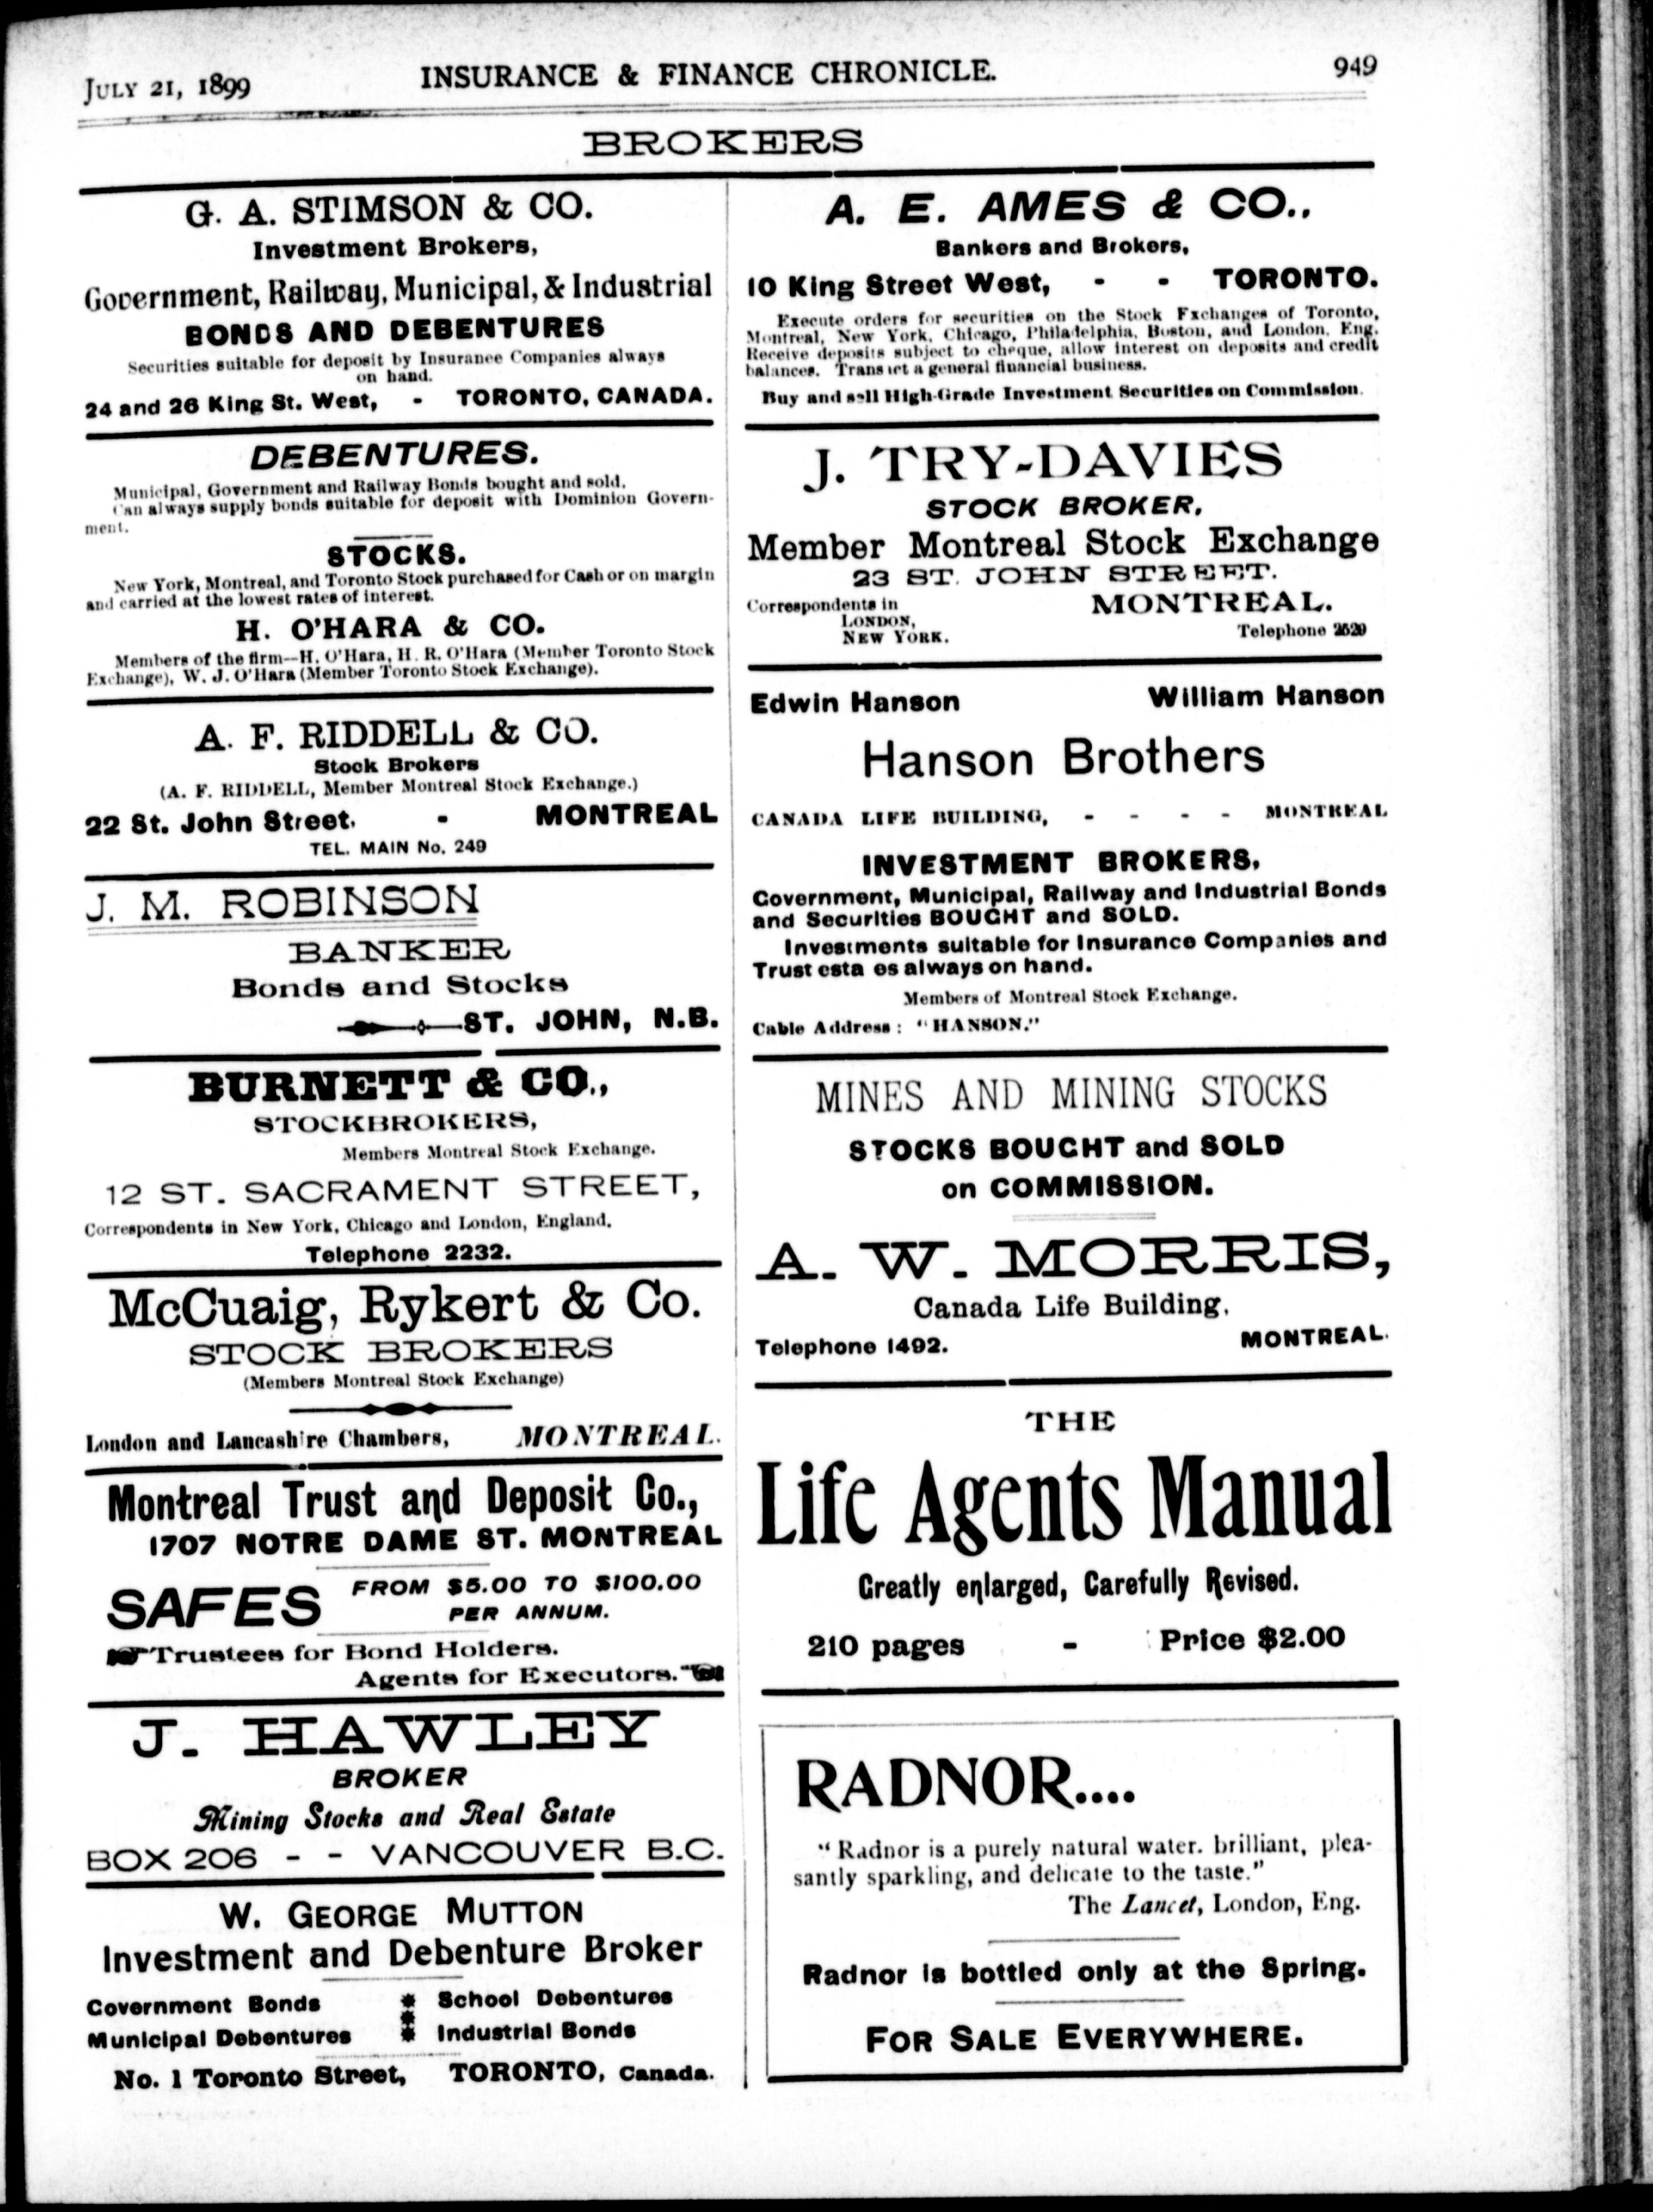 JULY 21, 1899 INSURANCE & FINANCE CHRONICLE. 949
BROKERS
G. A. STIMSON & CO.
Investment Brokers,
Government, Railway, Municipal, & Industrial
BONDS AND DEBENTURES
Securities suitable for deposit by Insurance Companies always
on hand.
24 and 26 King St. West, - TORONTO, CANADA.
DEBENTURES.
Municipal, Government and Railway Bonds bought and sold.
Can always supply bonds suitable for deposit with Dominion Govern-
ment.
STOCKS.
New York, Montreal, and Toronto Stock purchased for Cash or on margin
and carried at the lowest rates of interest.
H. O'HARA & CO.
Members of the firm—H. O'Hara, H. R. O'Hara (Member Toronto Stock
Exchange), W. J. O'Hara (Member Toronto Stock Exchange).
A. F. RIDDELL & CO.
Stock Brokers
(A. F. RIDDELL, Member Montreal Stock Exchange.)
22 St. John Street. - MONTREAL
TEL. MAIN No. 249
J. M. ROBINSON
BANKER
Bonds and Stocks
ST. JOHN, N.B.
BURNETT & CO.,
STOCKBROKERS,
Members Montreal Stock Exchange.
12 ST. SACRAMENT STREET,
Correspondents in New York, Chicago and London, England.
Telephone 2232.
McCuaig, Rykert & Co.
STOCK BROKERS
(Members Montreal Stock Exchange)
London and Lancashire Chambers, MONTREAL.
Montreal Trust and Deposit Co.,
1707 NOTRE DAME ST. MONTREAL
SAFES FROM $5.00 TO $100.00
PER ANNUM.
Trustees for Bond Holders.
Agents for Executors.
J. HAWLEY
BROKER
Mining Stocks and Real Estate
BOX 206 - - VANCOUVER B.C.
W. GEORGE MUTTON
Investment and Debenture Broker
Government Bonds * School Debentures
Municipal Debentures * Industrial Bonds
No. 1 Toronto Street, TORONTO, Canada.
A. E. AMES & CO.,
Bankers and Brokers,
10 King Street West, - - TORONTO.
Execute orders for securities on the Stock Exchanges of Toronto,
Montreal, New York, Chicago, Philadelphia, Boston, and London, Eng.
Receive deposits subject to cheque, allow interest on deposits and credit
balances. Transact a general financial business.
Buy and sell High-Grade Investment Securities on Commission.
J. TRY-DAVIES
STOCK BROKER,
Member Montreal Stock Exchange
23 ST. JOHN STREET.
Correspondents in MONTREAL.
LONDON,
NEW YORK. Telephone 2529
Edwin Hanson William Hanson
Hanson Brothers
CANADA LIFE BUILDING, - - - - MONTREAL
INVESTMENT BROKERS,
Government, Municipal, Railway and Industrial Bonds
and Securities BOUGHT and SOLD.
Investments suitable for Insurance Companies and
Trust esta es always on hand.
Members of Montreal Stock Exchange.
Cable Address : "HANSON."
MINES AND MINING STOCKS
STOCKS BOUGHT and SOLD
on COMMISSION.
A. W. MORRIS,
Canada Life Building,
Telephone 1492. MONTREAL.
THE
Life Agents Manual
Greatly enlarged, Carefully Revised.
210 pages - Price $2.00
RADNOR....
"Radnor is a purely natural water. brilliant, plea-
santly sparkling, and delicate to the taste."
The Lancet, London, Eng.
Radnor is bottled only at the Spring.
FOR SALE EVERYWHERE.